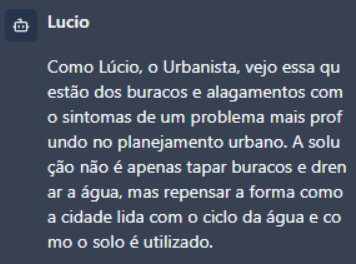 Lucio
Como Lúcio, o Urbanista, vejo essa qu
estão dos buracos e alagamentos com
o sintomas de um problema mais prof
undo no planejamento urbano. A solu
ção não é apenas tapar buracos e dren
ar a água, mas repensar a forma como
a cidade lida com o ciclo da água e co
mo o solo é utilizado.